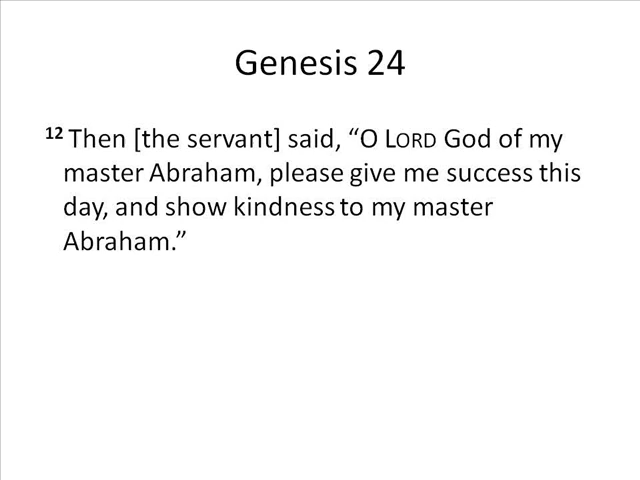 Genesis 24
12 Then [the servant] said, “O LORD God of my
master Abraham, please give me success this
day, and show kindness to my master
Abraham.”